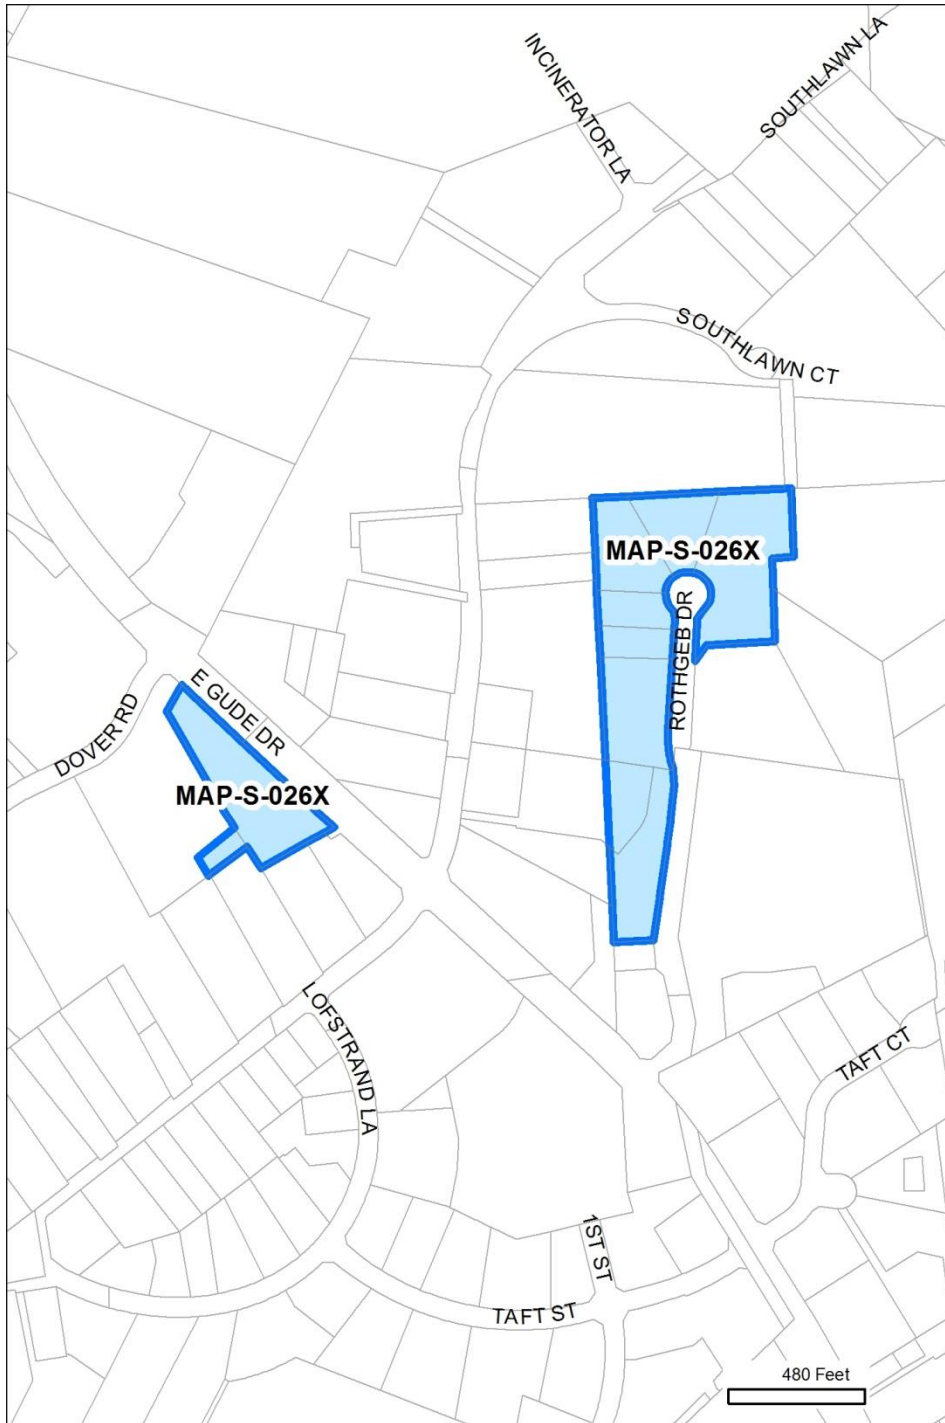 INCINERATOR LA
SOUTHLAWN LA
SOUTHLAWN CT
MAP-S-026X
ROTHGEB DR
E GUDE DR
DOVER RD
MAP-S-026X
LOFSTRAND LA
TAFT CT
1ST ST
TAFT ST
480 Feet